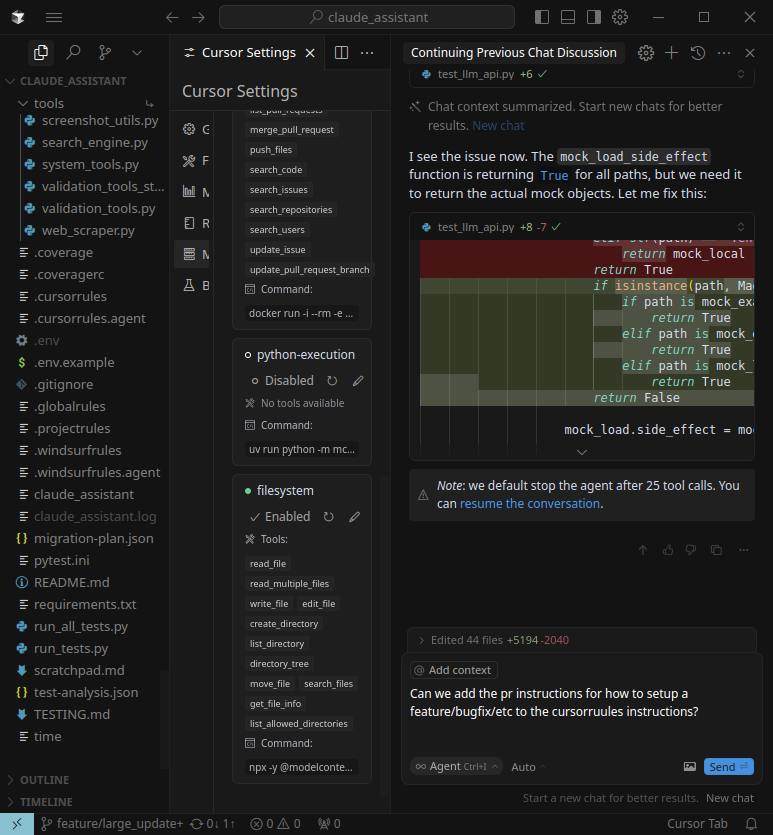 claude_assistant
CLAUDE_ASSISTANT
tools
screenshot_utils.py
search_engine.py
system_tools.py
validation_tools_st...
validation_tools.py
web_scraper.py
.coverage
.coveragerc
.cursorrules
.cursorrules.agent
.env
.env.example
.gitignore
.globalrules
.projectrules
.windsurfrules
.windsurfrules.agent
claude_assistant
claude_assistant.log
migration-plan.json
pytest.ini
README.md
requirements.txt
run_all_tests.py
run_tests.py
scratchpad.md
test-analysis.json
TESTING.md
time
OUTLINE
TIMELINE
Cursor Settings
Cursor Settings
G
F
M
R
M
B
list_pull_requests
merge_pull_request
push_files
search_code
search_issues
search_repositories
search_users
update_issue
update_pull_request_branch
Command:
docker run -i --rm -e ...
python-execution
Disabled
No tools available
Command:
uv run python -m mc...
filesystem
Enabled
Tools:
read_file
read_multiple_files
write_file edit_file
create_directory
list_directory
directory_tree
move_file search_files
get_file_info
list_allowed_directories
Command:
npx -y @modelconte...
Continuing Previous Chat Discussion
test_llm_api.py +6
Chat context summarized. Start new chats for better
results. New chat
I see the issue now. The mock_load_side_effect
function is returning True for all paths, but we need it
to return the actual mock objects. Let me fix this:
test_llm_api.py +8 -7
return mock_local
return True
if isinstance(path, Ma
if path is mock_exa
return True
elif path is mock_
return True
elif path is mock_l
return True
return False
mock_load.side_effect = mo
Note: we default stop the agent after 25 tool calls. You
can resume the conversation.
Edited 44 files +5194 -2040
@ Add context
Can we add the pr instructions for how to setup a
feature/bugfix/etc to the cursorruules instructions?
∞ Agent Ctrl+I Auto
Send
Start a new chat for better results. New chat
feature/large_update+ 0↓ 1↑ 0 0 0 Cursor Tab